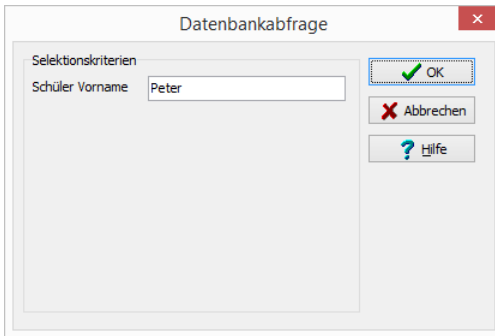 Datenbankabfrage
Selektionskriterien
Schüler Vorname Peter
OK
Abbrechen
Hilfe